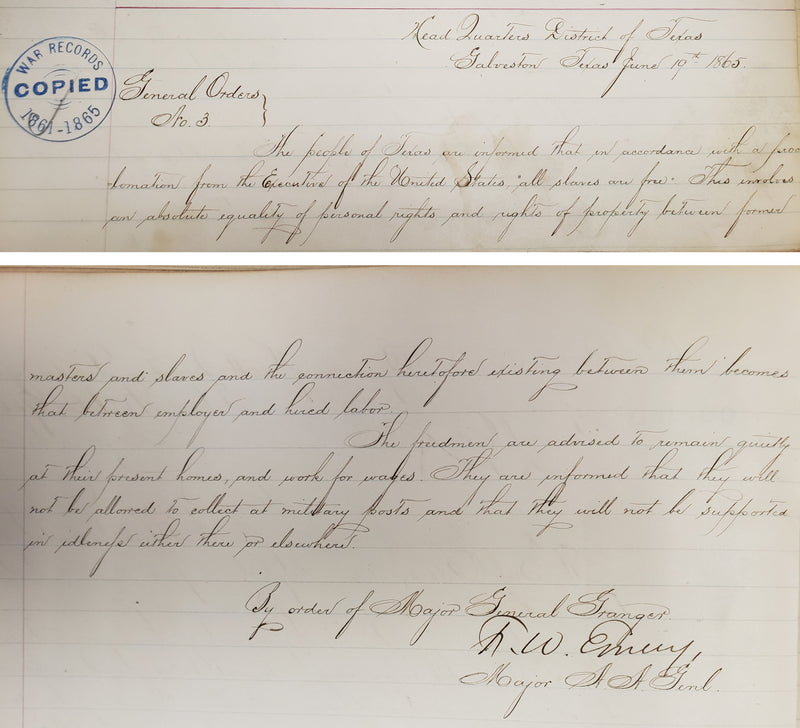 Head Quarters District of Texas
Galveston Texas June 19th 1865.
WAR RECORDS
COPIED
1861-1865
General Orders
No. 3
The people of Texas are informed that in accordance with a proc
lamation from the Executive of the United States, "all slaves are free." This involves
an absolute equality of personal rights and rights of property between former
masters and slaves and the connection heretofore existing between them becomes
that between employer and hired labor.
The freedmen are advised to remain quietly
at their present homes, and work for wages. They are informed that they will
not be allowed to collect at military posts and that they will not be supported
in idleness either there or elsewhere.
By order of Major General Granger
F. W. Emery,
Major A. A. Genl.